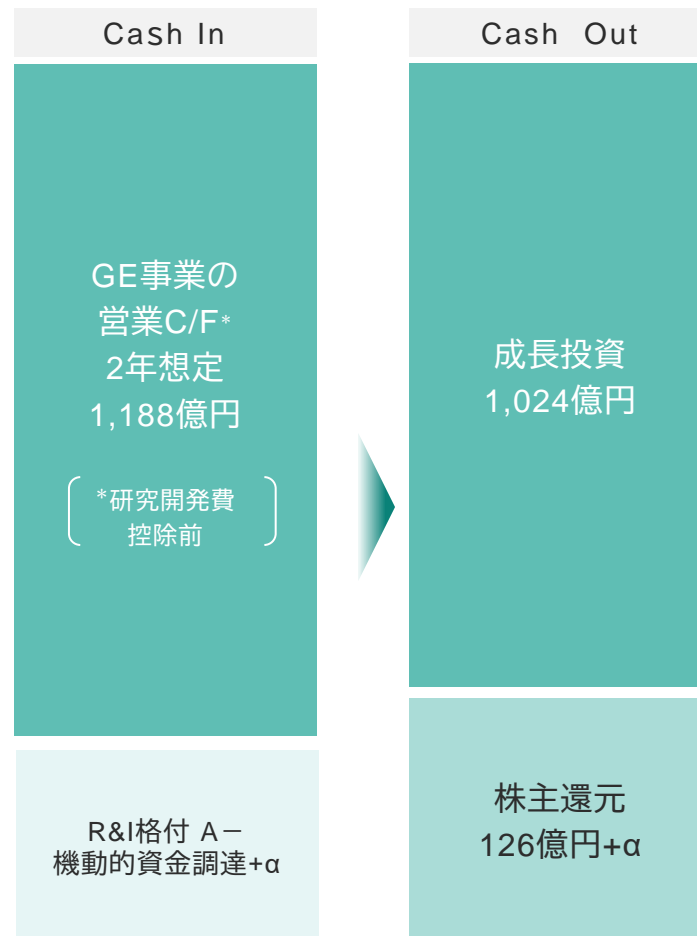 Cash In
GE事業の
営業C/F*
2年想定
1,188億円
*研究開発費
控除前
R&I格付 A－
機動的資金調達+α
Cash Out
成長投資
1,024億円
株主還元
126億円+α